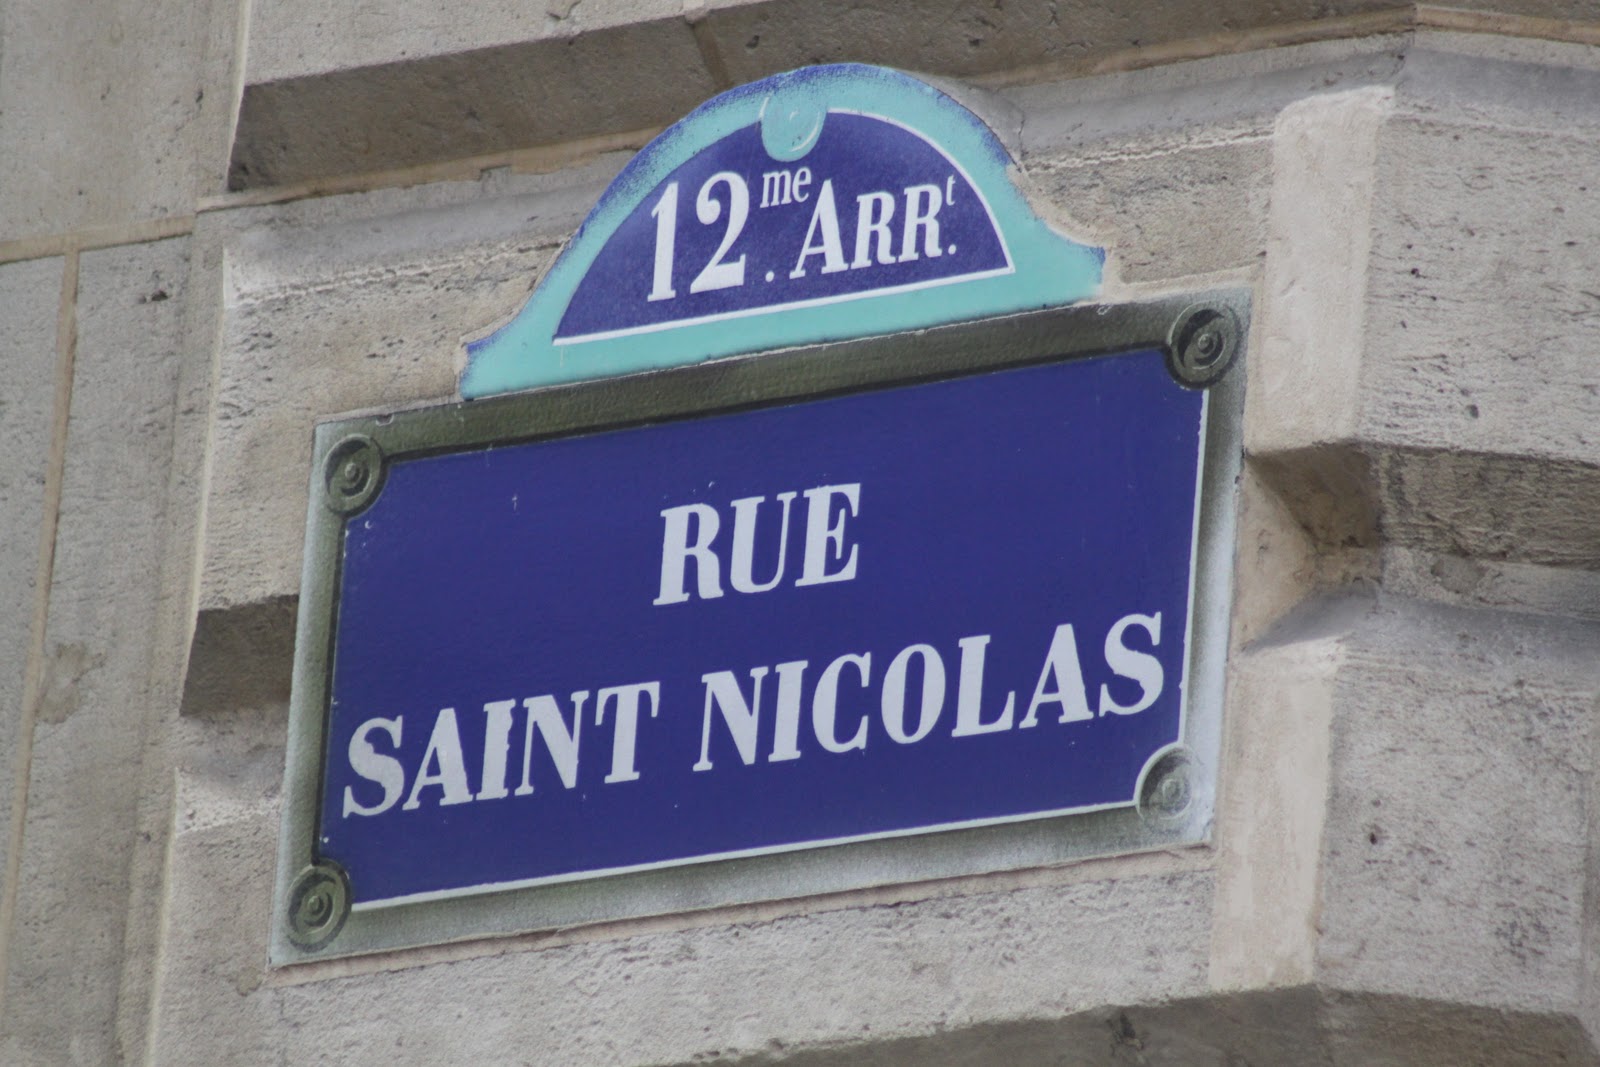 12me. ARRt.
RUE
SAINT NICOLAS